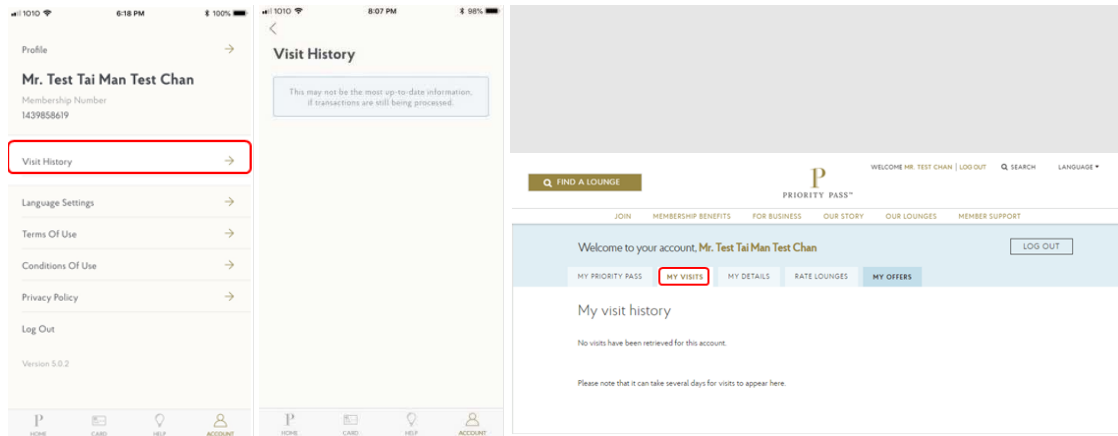 1010 6:18 PM 100%
Profile
Mr. Test Tai Man Test Chan
Membership Number
1439858619
Visit History
Language Settings
Terms Of Use
Conditions Of Use
Privacy Policy
Log Out
Version 5.0.2
P
HOME CARD HELP ACCOUNT
1010 8:07 PM 98%
Visit History
This may not be the most up-to-date information,
if transactions are still being processed.
P
HOME CARD HELP ACCOUNT
WELCOME MR. TEST CHAN | LOG OUT SEARCH LANGUAGE
FIND A LOUNGE
P
PRIORITY PASS™
JOIN MEMBERSHIP BENEFITS FOR BUSINESS OUR STORY OUR LOUNGES MEMBER SUPPORT
Welcome to your account, Mr. Test Tai Man Test Chan
LOG OUT
MY PRIORITY PASS MY VISITS MY DETAILS RATE LOUNGES MY OFFERS
My visit history
No visits have been retrieved for this account.
Please note that it can take several days for visits to appear here.